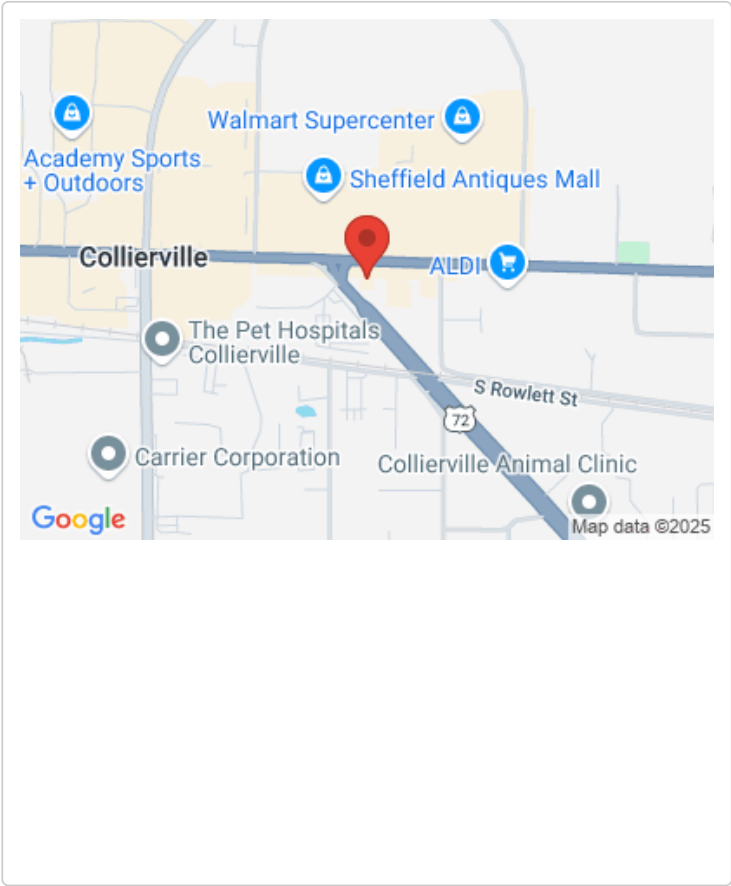 Walmart Supercenter
Academy Sports
+ Outdoors
Sheffield Antiques Mall
Collierville
ALDI
The Pet Hospitals
Collierville
S Rowlett St
72
Carrier Corporation
Collierville Animal Clinic
Google
Map data ©2025